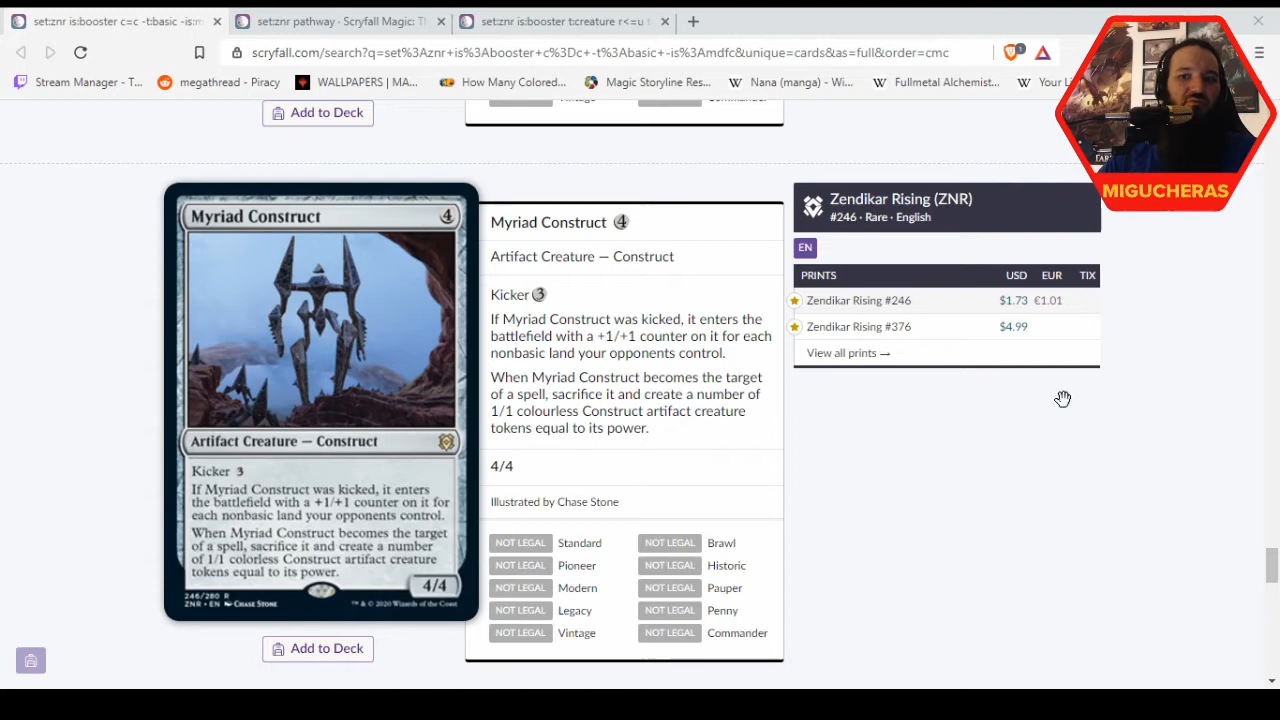 set:znr is:booster c=c -t:basic -is:m
set:znr pathway · Scryfall Magic: Th
set:znr is:booster t:creature r<=u f
scryfall.com/search?q=set%3Aznr+is%3Abooster+c%3Dc+-t%3Abasic+-is%3Amdfc&unique=cards&as=full&order=cmc
1
Stream Manager - T...
megathread - Piracy
WALLPAPERS | MA...
How Many Colored...
Magic Storyline Res...
Nana (manga) - Wi...
Fullmetal Alchemist...
Your Li
Add to Deck
MIGUCHERAS
Myriad Construct 4
Artifact Creature — Construct
Kicker 3
If Myriad Construct was kicked, it enters
the battlefield with a +1/+1 counter on it for
each nonbasic land your opponents control.
When Myriad Construct becomes the target
of a spell, sacrifice it and create a number
of 1/1 colorless Construct artifact creature
tokens equal to its power.
4/4
246/280 R
ZNR • EN Chase Stone
™ & © 2020 Wizards of the Coast
Add to Deck
Myriad Construct 4
Artifact Creature — Construct
Kicker 3
If Myriad Construct was kicked, it enters the
battlefield with a +1/+1 counter on it for each
nonbasic land your opponents control.
When Myriad Construct becomes the target
of a spell, sacrifice it and create a number of
1/1 colourless Construct artifact creature
tokens equal to its power.
4/4
Illustrated by Chase Stone
NOT LEGAL Standard NOT LEGAL Brawl
NOT LEGAL Pioneer NOT LEGAL Historic
NOT LEGAL Modern NOT LEGAL Pauper
NOT LEGAL Legacy NOT LEGAL Penny
NOT LEGAL Vintage NOT LEGAL Commander
Zendikar Rising (ZNR)
#246 · Rare · English
EN
PRINTS USD EUR TIX
Zendikar Rising #246 $1.73 €1.01
Zendikar Rising #376 $4.99
View all prints →